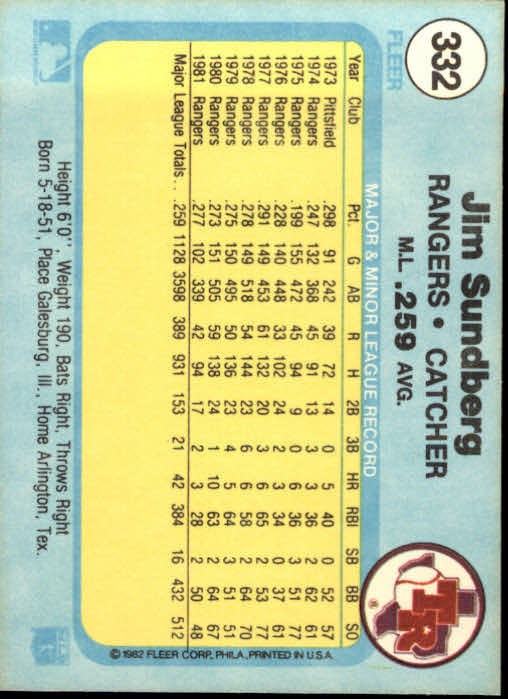 332
FLEER
Jim Sundberg
RANGERS • CATCHER
M.L .259 AVG.
TR
®
MAJOR & MINOR LEAGUE RECORD
Year Club Pct. G AB R H 2B 3B HR RBI SB BB SO
1973 Pittsfield .298 91 242 39 72 14 0 5 40 0 52 57
1974 Rangers .247 132 368 45 91 13 3 3 36 2 62 61
1975 Rangers .199 155 472 45 94 9 0 6 36 3 51 77
1976 Rangers .228 140 448 33 102 24 2 3 34 0 37 61
1977 Rangers .291 149 453 61 132 20 3 6 65 2 53 77
1978 Rangers .278 149 518 54 144 23 6 6 58 2 64 70
1979 Rangers .275 150 495 50 136 23 4 5 64 3 51 51
1980 Rangers .273 151 505 59 138 24 1 10 63 2 64 67
1981 Rangers .277 102 339 42 94 17 2 3 28 2 50 48
Major League Totals . . .259 1128 3598 389 931 153 21 42 384 16 432 512
© 1982 FLEER CORP., PHILA., PRINTED IN U.S.A.
Height 6'0", Weight 190, Bats Right, Throws Right
Born 5-18-51, Place Galesburg, Ill., Home Arlington, Tex.